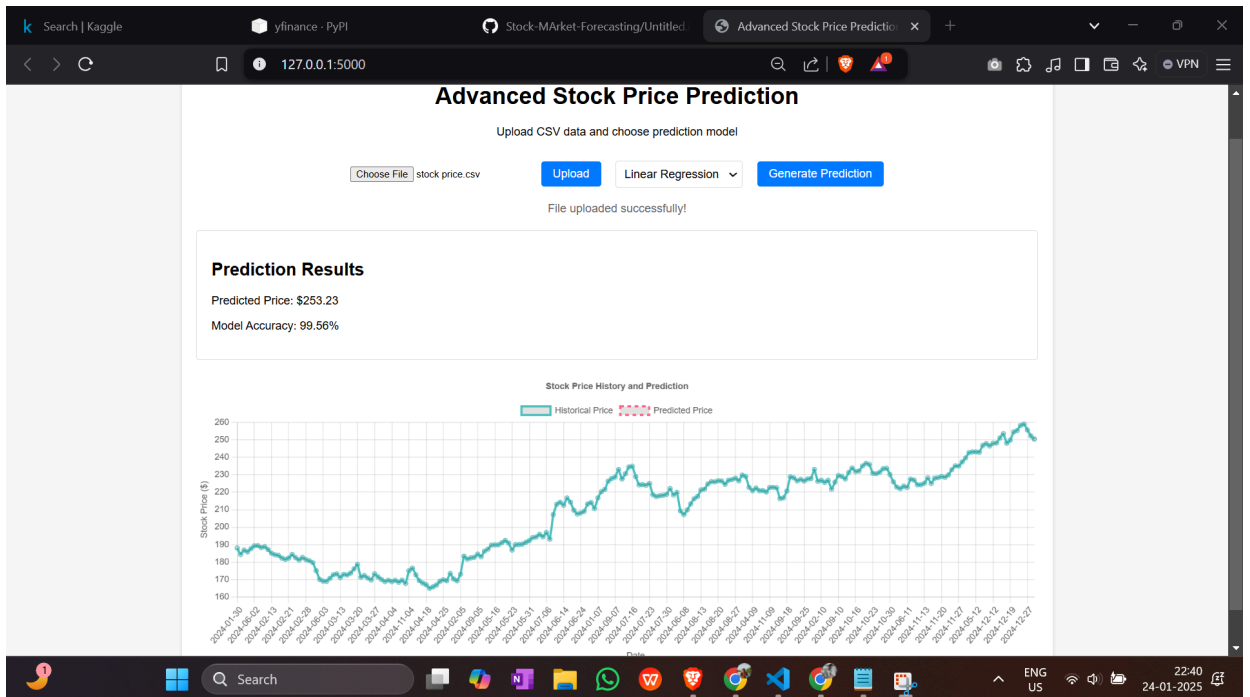 k Search | Kaggle
yfinance · PyPI
Stock-MArket-Forecasting/Untitled.
Advanced Stock Price Predictio
127.0.0.1:5000
1
VPN
Advanced Stock Price Prediction
Upload CSV data and choose prediction model
Choose File stock price.csv
Upload
Linear Regression
Generate Prediction
File uploaded successfully!
Prediction Results
Predicted Price: $253.23
Model Accuracy: 99.56%
Stock Price History and Prediction
Historical Price
Predicted Price
260
250
240
230
220
210
200
190
180
170
160
Stock Price ($)
2024-01-30
2024-06-02
2024-02-13
2024-02-21
2024-02-28
2024-06-03
2024-03-13
2024-03-20
2024-03-27
2024-04-04
2024-11-04
2024-04-18
2024-04-25
2024-02-05
2024-09-05
2024-05-16
2024-05-23
2024-05-31
2024-07-06
2024-06-14
2024-06-24
2024-01-07
2024-09-07
2024-07-16
2024-07-23
2024-07-30
2024-06-08
2024-08-13
2024-08-20
2024-08-27
2024-04-09
2024-11-09
2024-09-18
2024-09-25
2024-02-10
2024-09-10
2024-10-16
2024-10-23
2024-10-30
2024-06-11
2024-11-13
2024-11-20
2024-11-27
2024-05-12
2024-12-12
2024-12-19
2024-12-27
Date
1
Search
ENG
US
22:40
24-01-2025